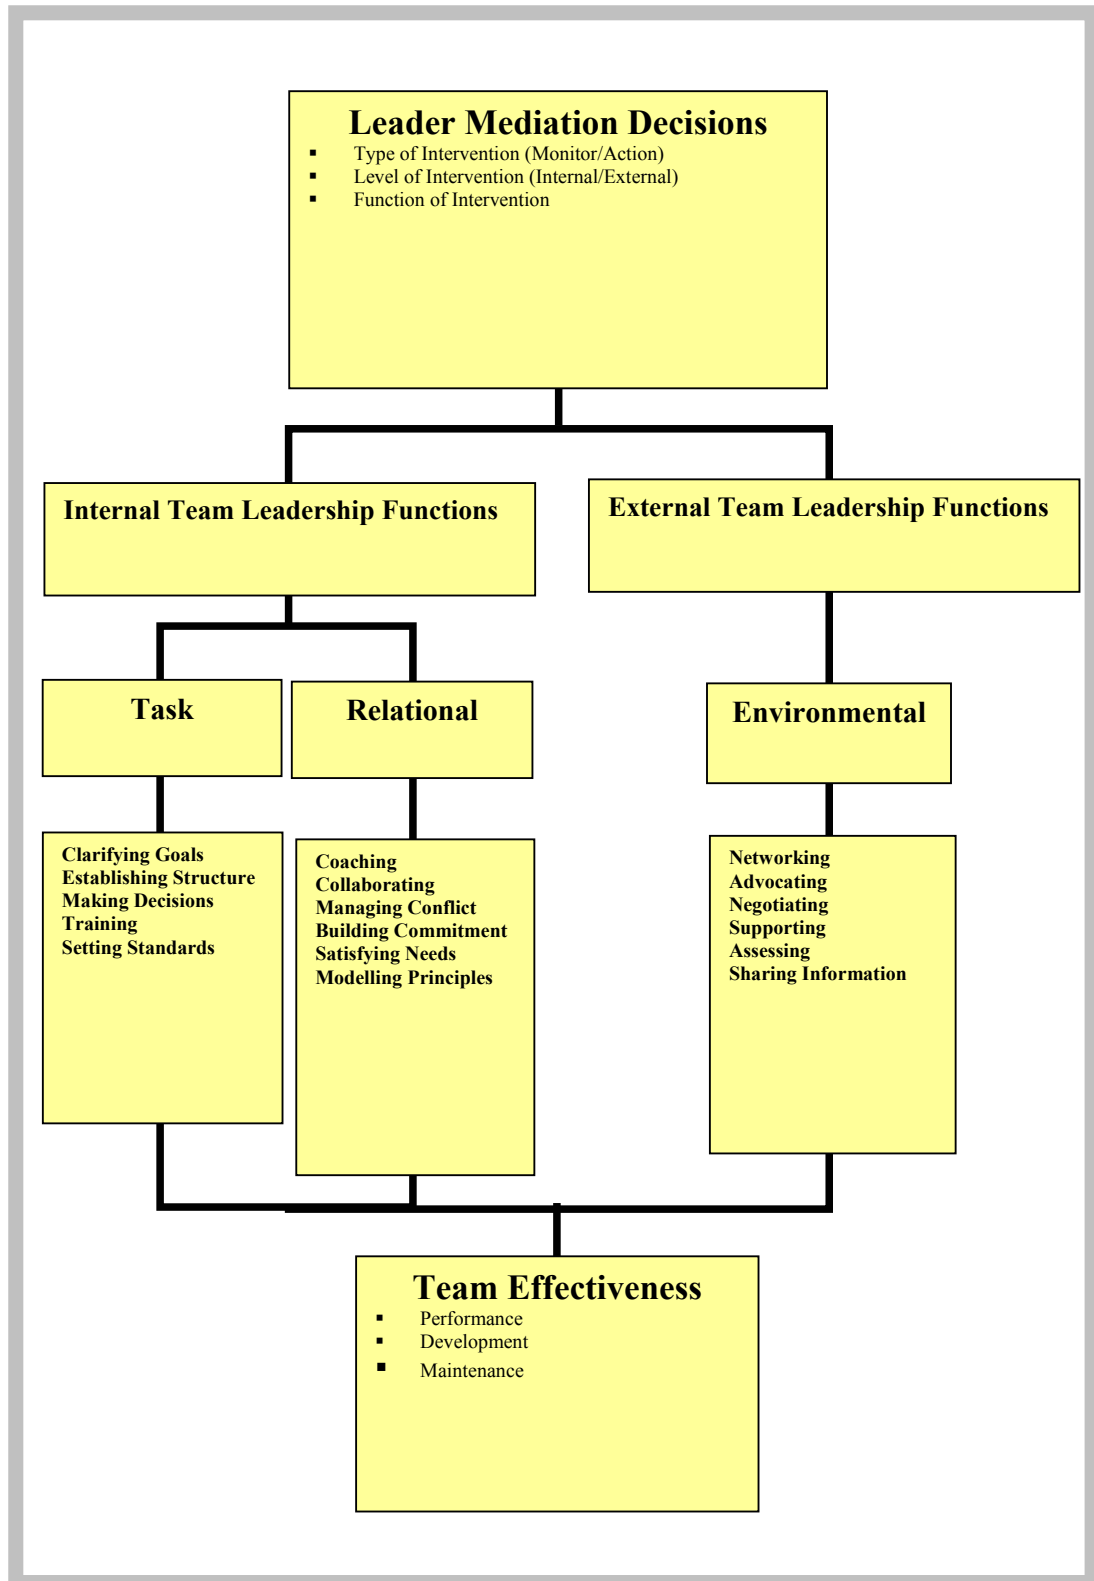 Leader Mediation Decisions
▪ Type of Intervention (Monitor/Action)
▪ Level of Intervention (Internal/External)
▪ Function of Intervention
Internal Team Leadership Functions
External Team Leadership Functions
Task
Relational
Environmental
Clarifying Goals
Establishing Structure
Making Decisions
Training
Setting Standards
Coaching
Collaborating
Managing Conflict
Building Commitment
Satisfying Needs
Modelling Principles
Networking
Advocating
Negotiating
Supporting
Assessing
Sharing Information
Team Effectiveness
▪ Performance
▪ Development
▪ Maintenance